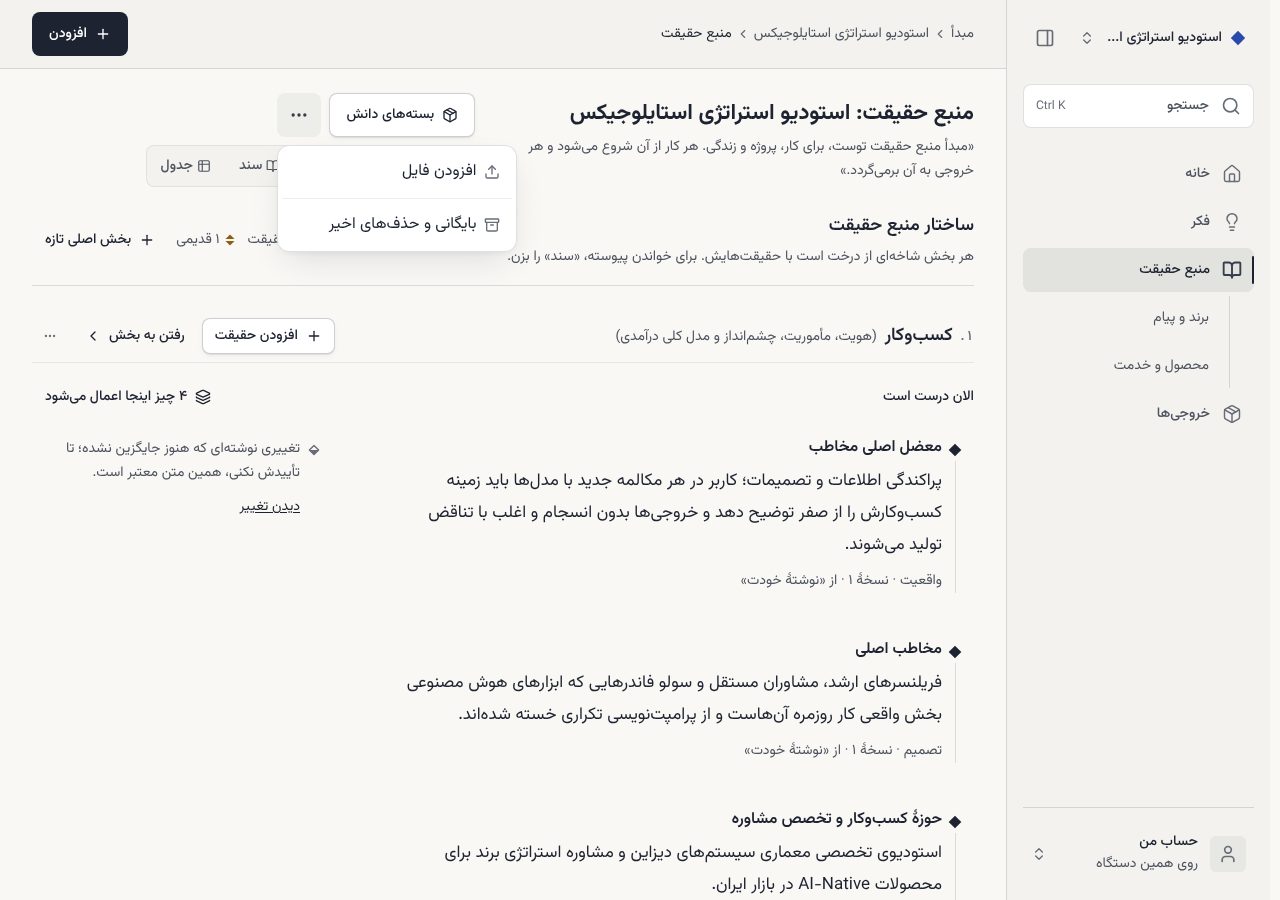 استودیو استراتژی ا...
جستجو
Ctrl K
خانه
فکر
منبع حقیقت
برند و پیام
محصول و خدمت
خروجی‌ها
حساب من
روی همین دستگاه
مبدأ › استودیو استراتژی استایلوجیکس › منبع حقیقت
افزودن
منبع حقیقت: استودیو استراتژی استایلوجیکس
«مبدأ منبع حقیقت توست، برای کار، پروژه و زندگی. هر کار از آن شروع می‌شود و هر
خروجی به آن برمی‌گردد.»
بسته‌های دانش
سند
جدول
افزودن فایل
بایگانی و حذف‌های اخیر
ساختار منبع حقیقت
هر بخش شاخه‌ای از درخت است با حقیقت‌هایش. برای خواندن پیوسته، «سند» را بزن.
۱ قدیمی
بخش اصلی تازه
۱. کسب‌وکار (هویت، مأموریت، چشم‌انداز و مدل کلی درآمدی)
افزودن حقیقت
رفتن به بخش
الان درست است
۴ چیز اینجا اعمال می‌شود
معضل اصلی مخاطب
پراکندگی اطلاعات و تصمیمات؛ کاربر در هر مکالمه جدید با مدل‌ها باید زمینه
کسب‌وکارش را از صفر توضیح دهد و خروجی‌ها بدون انسجام و اغلب با تناقض
تولید می‌شوند.
واقعیت · نسخهٔ ۱ · از «نوشتهٔ خودت»
تغییری نوشته‌ای که هنوز جایگزین نشده؛ تا
تأییدش نکنی، همین متن معتبر است.
دیدن تغییر
مخاطب اصلی
فریلنسرهای ارشد، مشاوران مستقل و سولو فاندرهایی که ابزارهای هوش مصنوعی
بخش واقعی کار روزمره آن‌هاست و از پرامپت‌نویسی تکراری خسته شده‌اند.
تصمیم · نسخهٔ ۱ · از «نوشتهٔ خودت»
حوزهٔ کسب‌وکار و تخصص مشاوره
استودیوی تخصصی معماری سیستم‌های دیزاین و مشاوره استراتژی برند برای
محصولات AI-Native در بازار ایران.